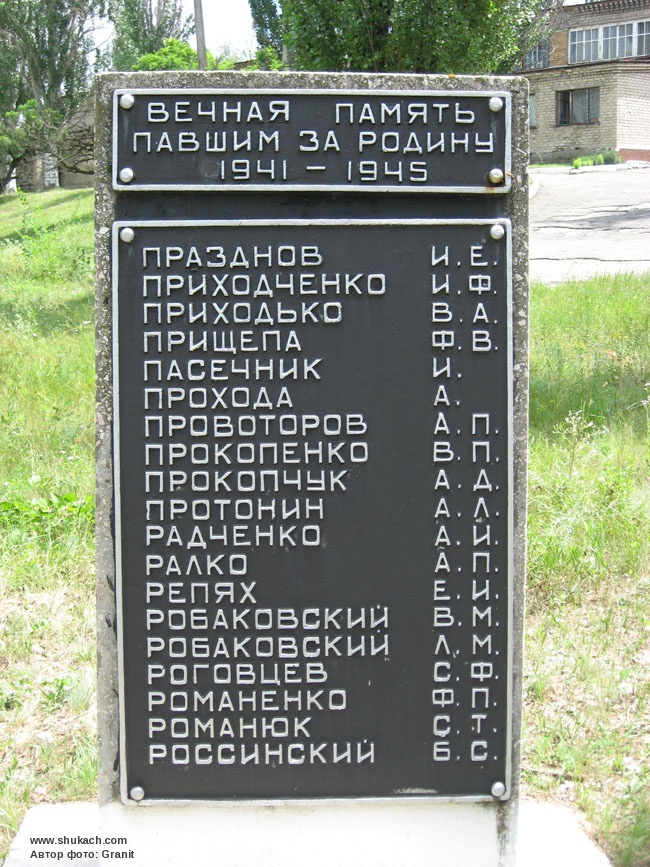 ВЕЧНАЯ ПАМЯТЬ
ПАВШИМ ЗА РОДИНУ
1941 – 1945
ПРАЗДНОВ И. Е.
ПРИХОДЧЕНКО И. Ф.
ПРИХОДЬКО В. А.
ПРИЩЕПА Ф. В.
ПАСЕЧНИК И.
ПРОХОДА А.
ПРОВОТОРОВ А. П.
ПРОКОПЕНКО В. П.
ПРОКОПЧУК А. Д.
ПРОТОНИН А. Л.
РАДЧЕНКО А. И.
РАЛКО А. П.
РЕПЯХ Е. И.
РОБАКОВСКИЙ В. М.
РОБАКОВСКИЙ Л. М.
РОГОВЦЕВ С. Ф.
РОМАНЕНКО Ф. П.
РОМАНЮК С. Т.
РОССИНСКИЙ Б. С.
www.shukach.com
Автор фото: Granit